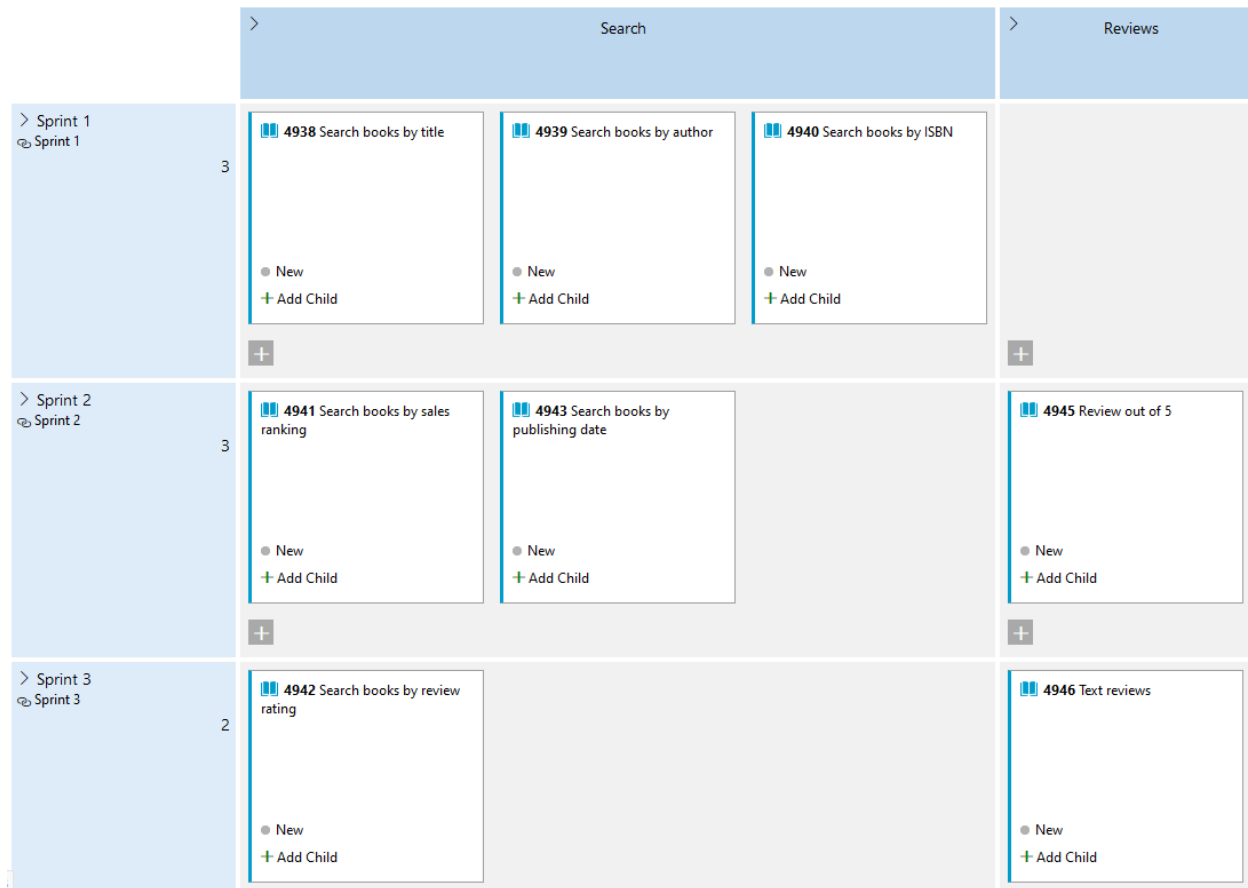 Search
Reviews
Sprint 1
Sprint 1
3
4938 Search books by title
New
Add Child
4939 Search books by author
New
Add Child
4940 Search books by ISBN
New
Add Child
Sprint 2
Sprint 2
3
4941 Search books by sales
ranking
New
Add Child
4943 Search books by
publishing date
New
Add Child
4945 Review out of 5
New
Add Child
Sprint 3
Sprint 3
2
4942 Search books by review
rating
New
Add Child
4946 Text reviews
New
Add Child